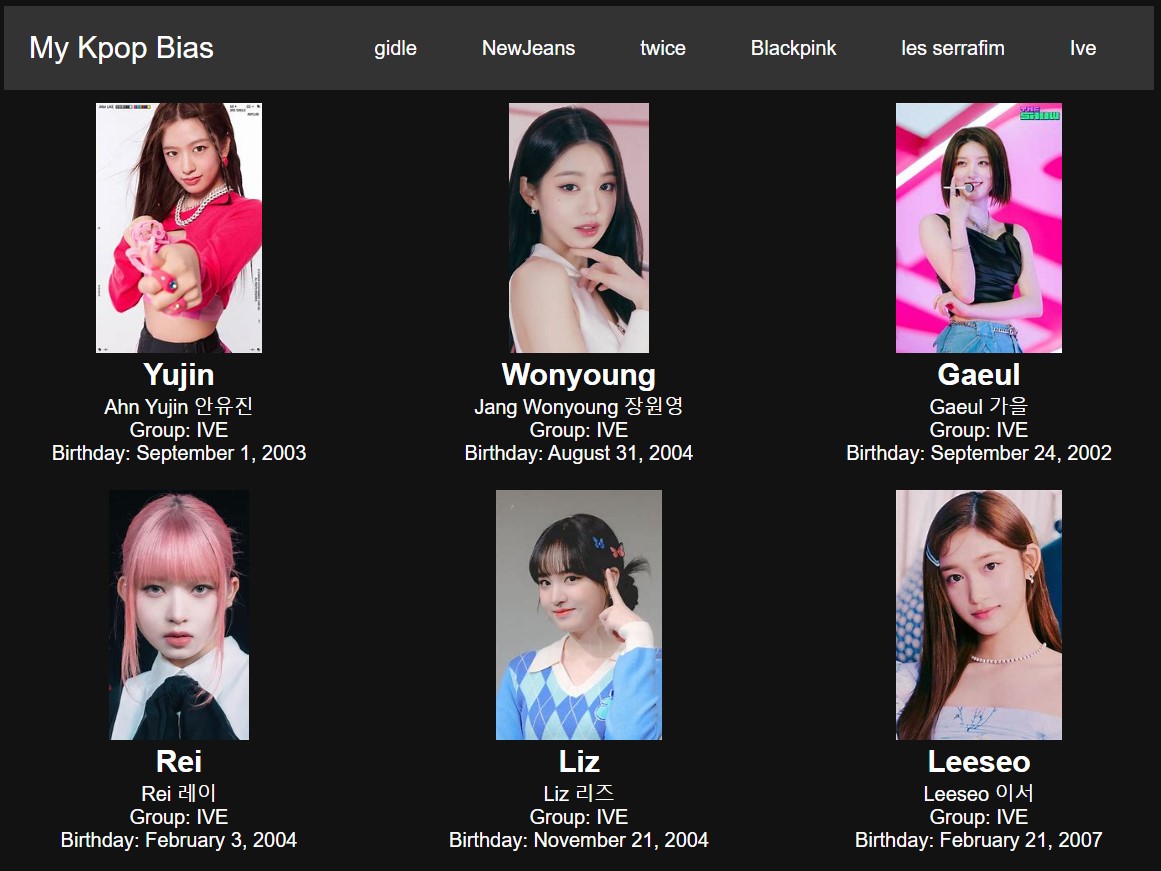 My Kpop Bias
gidle
NewJeans
twice
Blackpink
les serrafim
Ive
THE SHOW
Yujin
Ahn Yujin 안유진
Group: IVE
Birthday: September 1, 2003
Wonyoung
Jang Wonyoung 장원영
Group: IVE
Birthday: August 31, 2004
Gaeul
Gaeul 가을
Group: IVE
Birthday: September 24, 2002
Rei
Rei 레이
Group: IVE
Birthday: February 3, 2004
Liz
Liz 리즈
Group: IVE
Birthday: November 21, 2004
Leeseo
Leeseo 이서
Group: IVE
Birthday: February 21, 2007